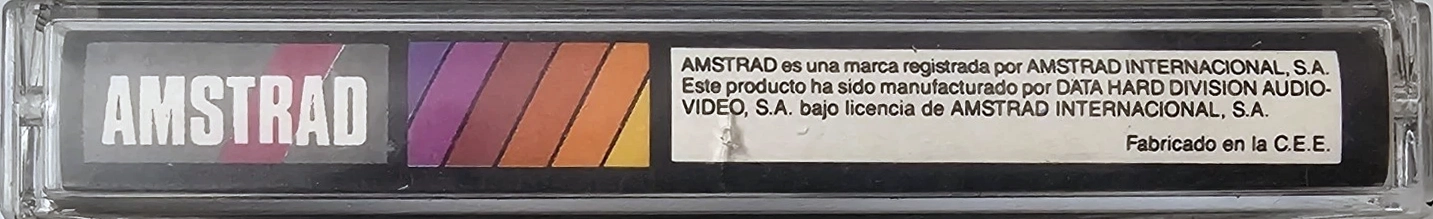 AMSTRAD
AMSTRAD es una marca registrada por AMSTRAD INTERNACIONAL, S.A.
Este producto ha sido manufacturado por DATA HARD DIVISION AUDIO-
VIDEO, S.A. bajo licencia de AMSTRAD INTERNACIONAL, S.A.
Fabricado en la C.E.E.